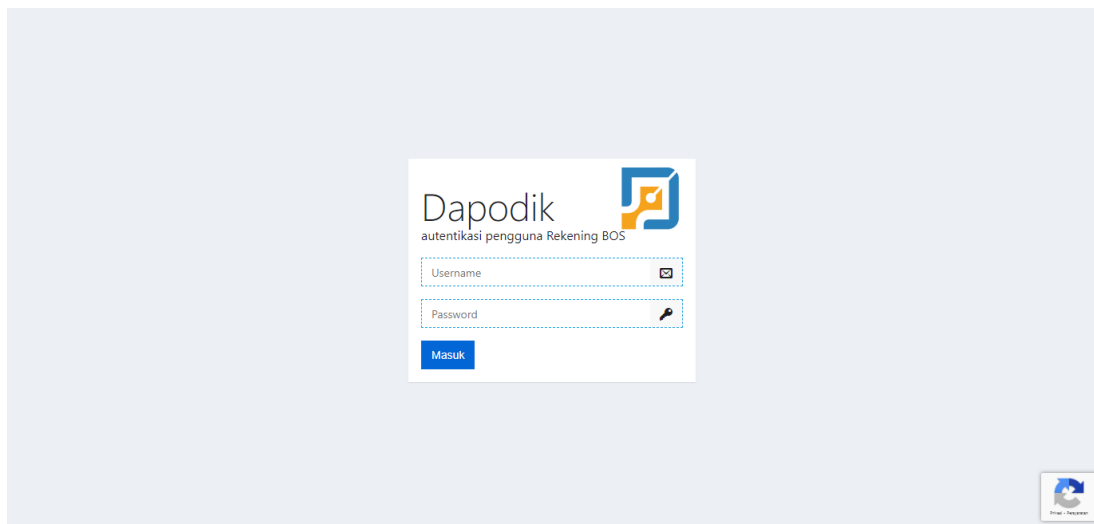 Dapodik
autentikasi pengguna Rekening BOS
Username
Password
Masuk